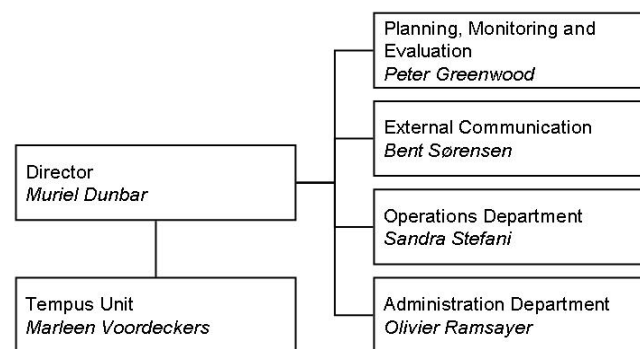 Planning, Monitoring and
Evaluation
Peter Greenwood
External Communication
Bent Sørensen
Director
Muriel Dunbar
Operations Department
Sandra Stefani
Tempus Unit
Marleen Voordeckers
Administration Department
Olivier Ramsayer